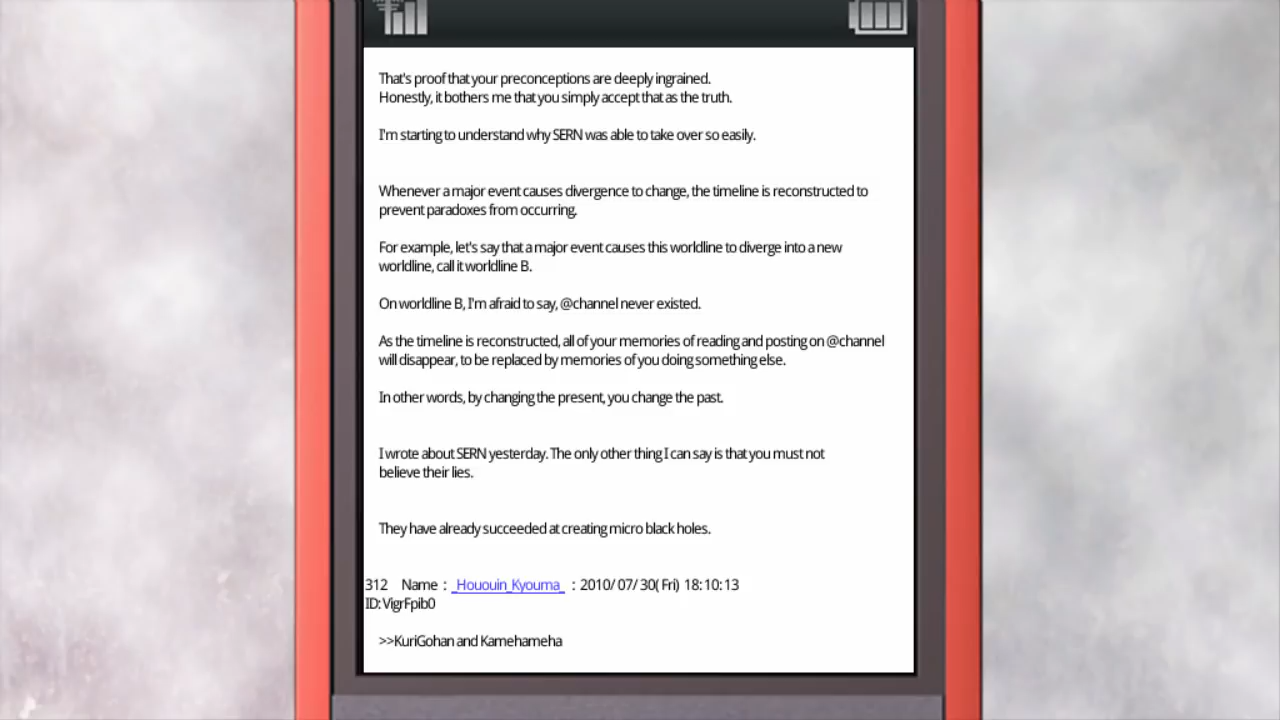 That's proof that your preconceptions are deeply ingrained.
Honestly, it bothers me that you simply accept that as the truth.
I'm starting to understand why SERN was able to take over so easily.
Whenever a major event causes divergence to change, the timeline is reconstructed to
prevent paradoxes from occurring.
For example, let's say that a major event causes this worldline to diverge into a new
worldline, call it worldline B.
On worldline B, I'm afraid to say, @channel never existed.
As the timeline is reconstructed, all of your memories of reading and posting on @channel
will disappear, to be replaced by memories of you doing something else.
In other words, by changing the present, you change the past.
I wrote about SERN yesterday. The only other thing I can say is that you must not
believe their lies.
They have already succeeded at creating micro black holes.
312 Name : _Hououin_Kyouma_ : 2010/07/30(Fri) 18:10:13
ID:VigrFpib0
>>KuriGohan and Kamehameha